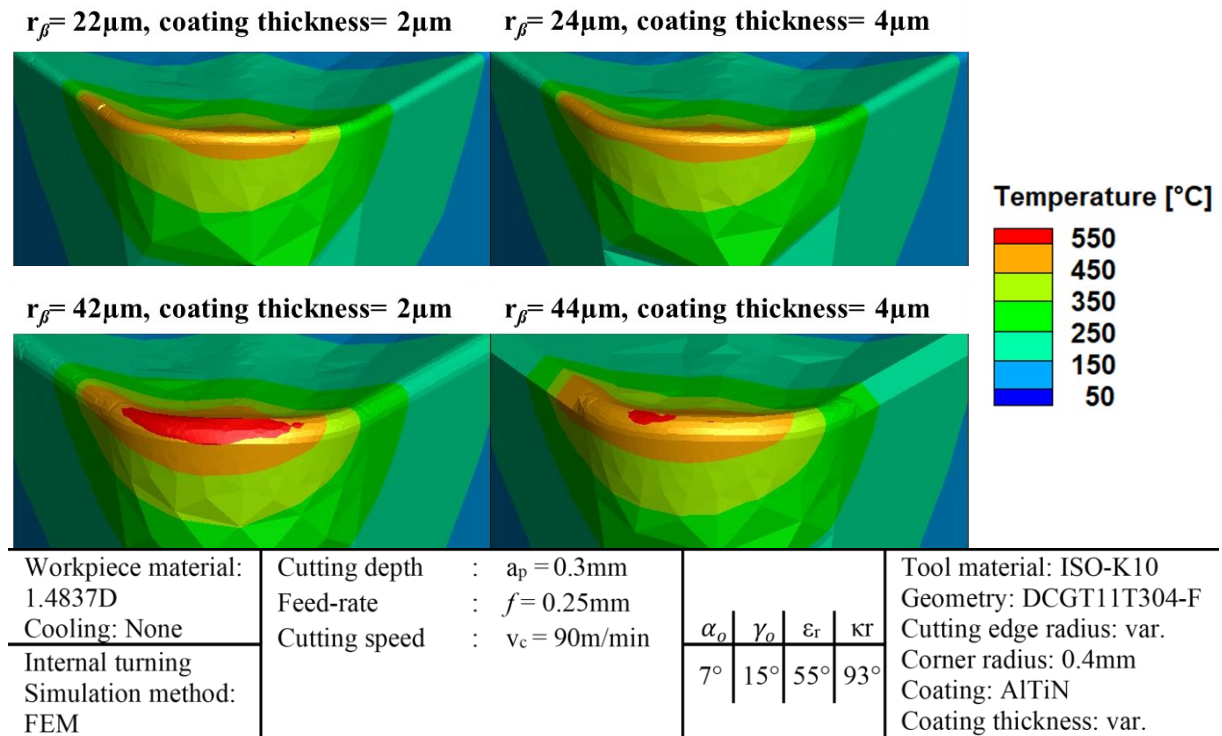 r𝛽= 22µm, coating thickness= 2µm
r𝛽= 24µm, coating thickness= 4µm
r𝛽= 42µm, coating thickness= 2µm
r𝛽= 44µm, coating thickness= 4µm
Temperature [°C]
550
450
350
250
150
50
Workpiece material:
1.4837D
Cooling: None
Internal turning
Simulation method:
FEM
Cutting depth : ap = 0.3mm
Feed-rate : f = 0.25mm
Cutting speed : vc = 90m/min
αo γo εr κr
7° 15° 55° 93°
Tool material: ISO-K10
Geometry: DCGT11T304-F
Cutting edge radius: var.
Corner radius: 0.4mm
Coating: AlTiN
Coating thickness: var.